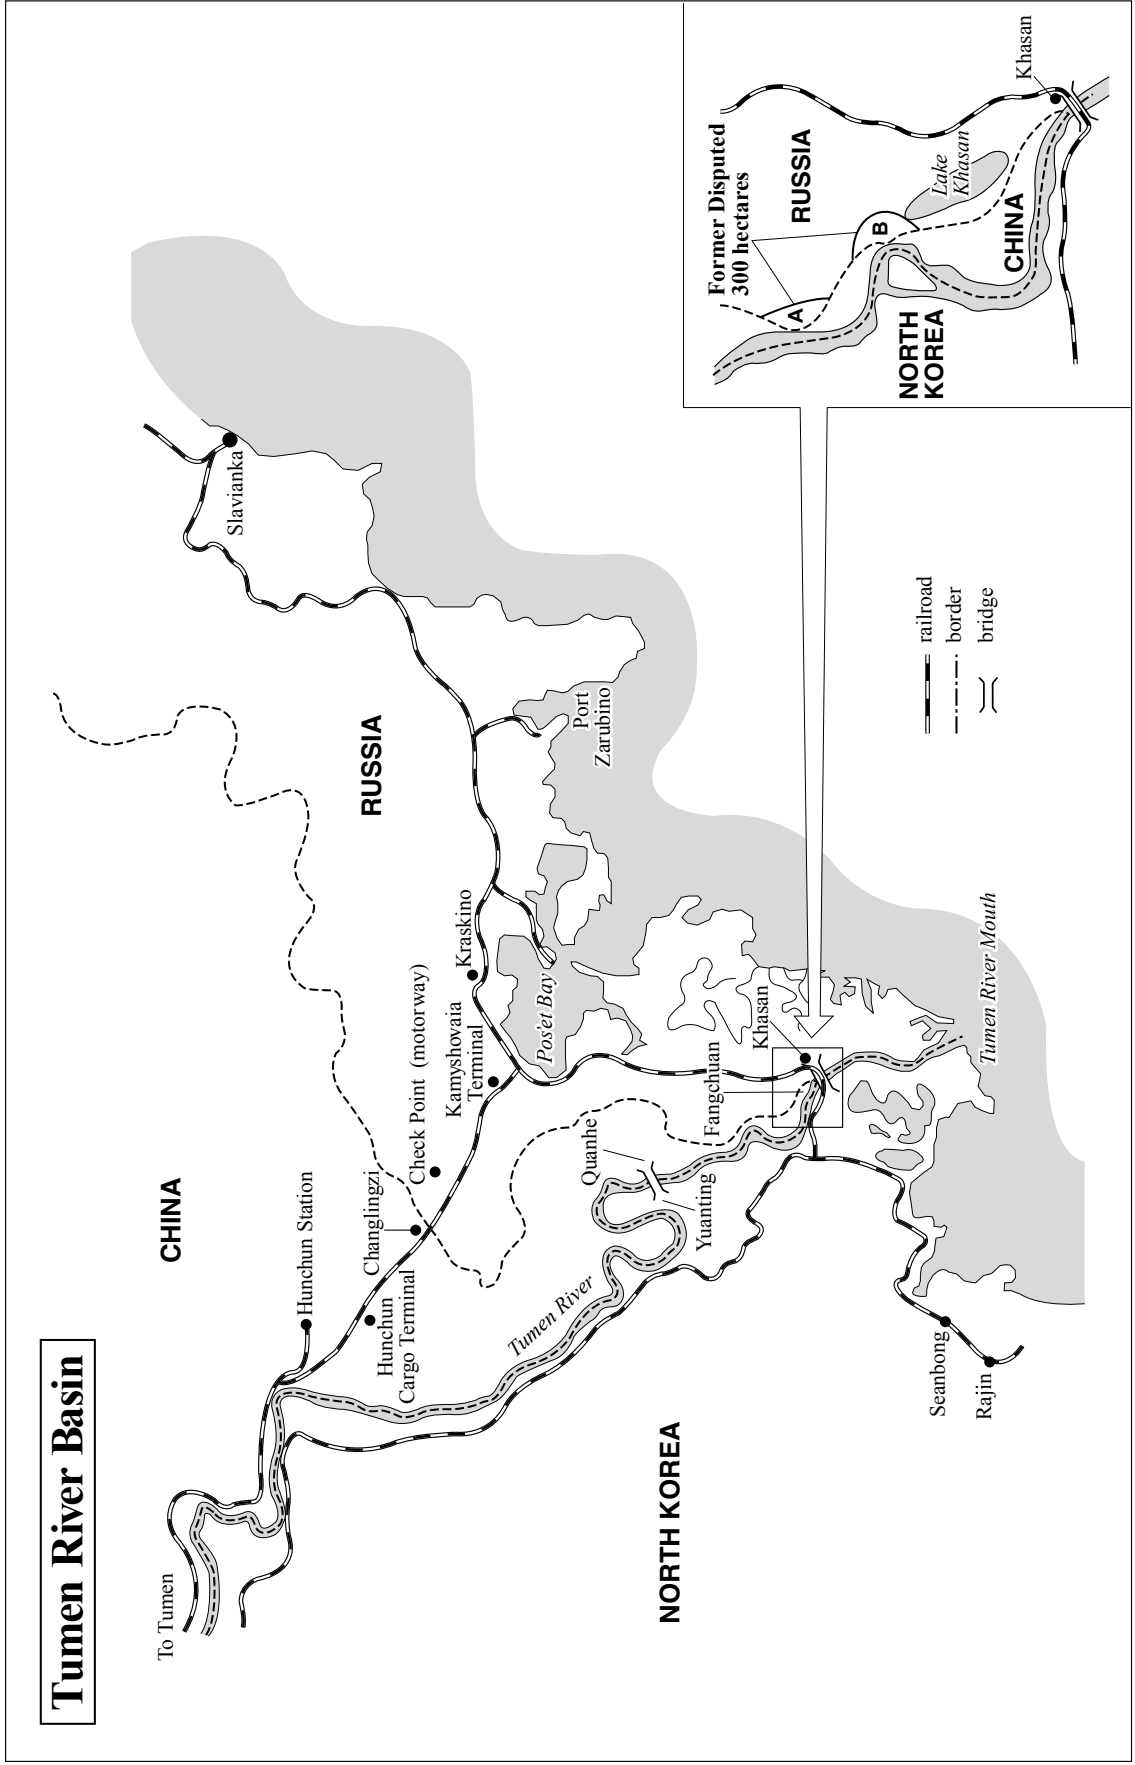 Tumen River Basin
To Tumen
CHINA
Hunchun Station
Hunchun
Cargo Terminal
Changlingzi
Check Point (motorway)
Kamyshovaia
Terminal
Kraskino
RUSSIA
Slavianka
Port
Zarubino
Pos'et Bay
Tumen River
Quanhe
Yuanting
Fangchuan
Khasan
NORTH KOREA
Seanbong
Rajin
Tumen River Mouth
railroad
border
bridge
Former Disputed
300 hectares
RUSSIA
A
B
Lake
Khasan
Khasan
CHINA
NORTH
KOREA